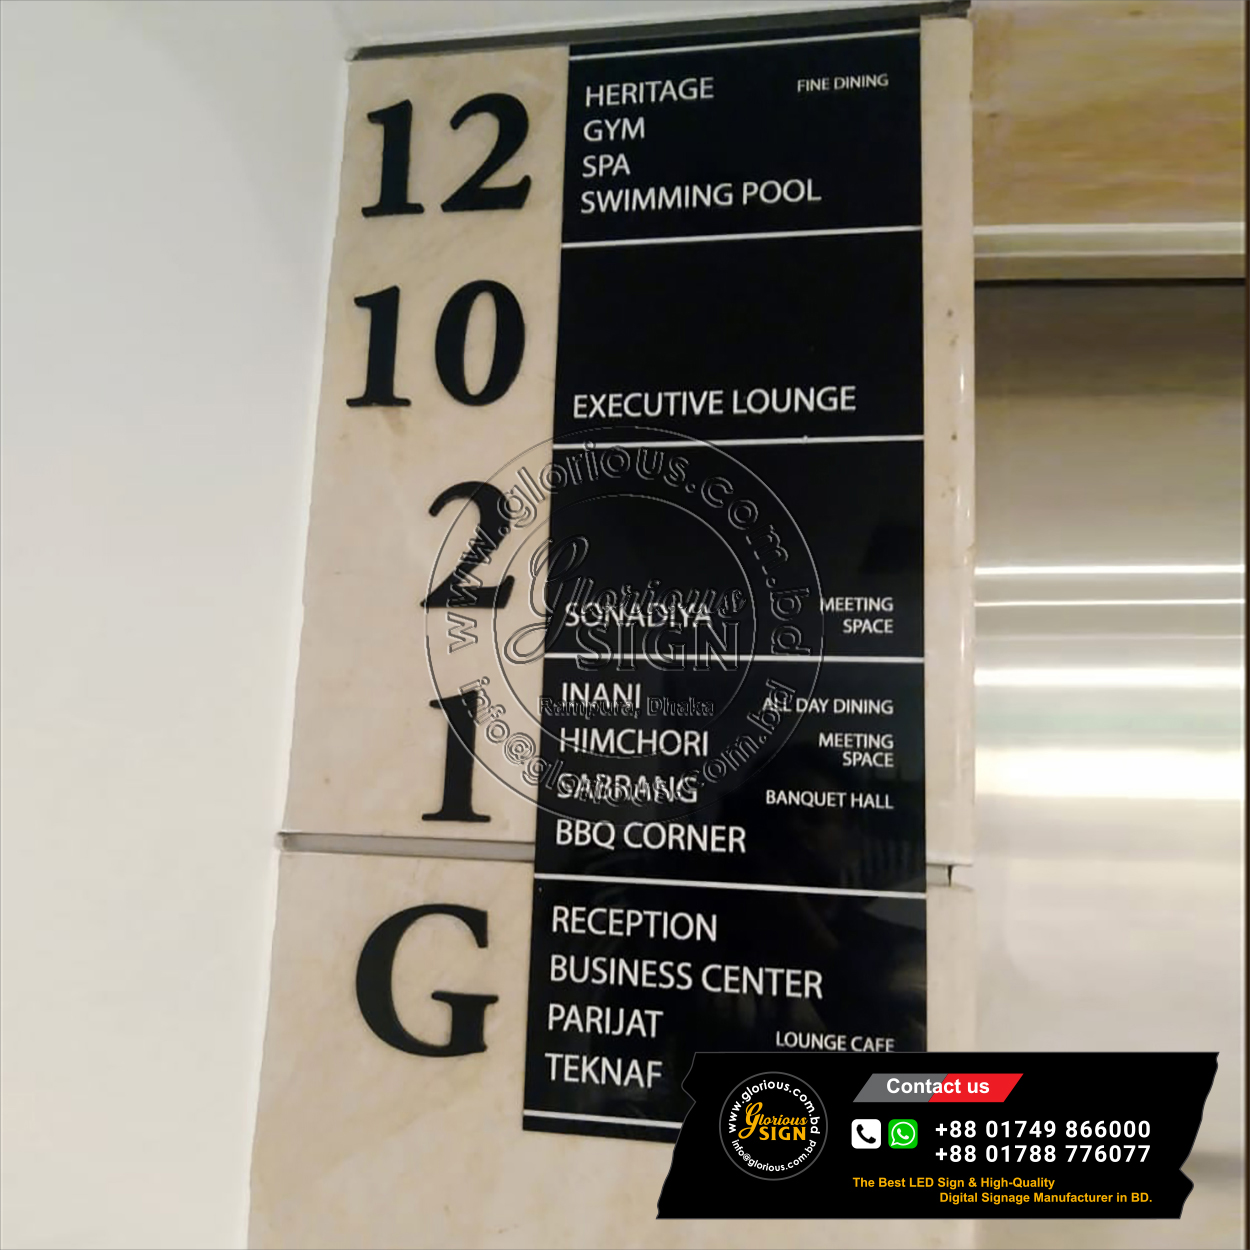 12
HERITAGE FINE DINING
GYM
SPA
SWIMMING POOL
10
EXECUTIVE LOUNGE
2
SONADIYA MEETING SPACE
1
INANI ALL DAY DINING
HIMCHORI MEETING SPACE
SABRANG BANQUET HALL
BBQ CORNER
G
RECEPTION
BUSINESS CENTER
PARIJAT LOUNGE CAFE
TEKNAF
www.glorious.com.bd
Glorious
SIGN
Rampura, Dhaka
info@glorious.com.bd
www.glorious.com.bd
Glorious
SIGN
info@glorious.com.bd
Contact us
+88 01749 866000
+88 01788 776077
The Best LED Sign & High-Quality
Digital Signage Manufacturer in BD.